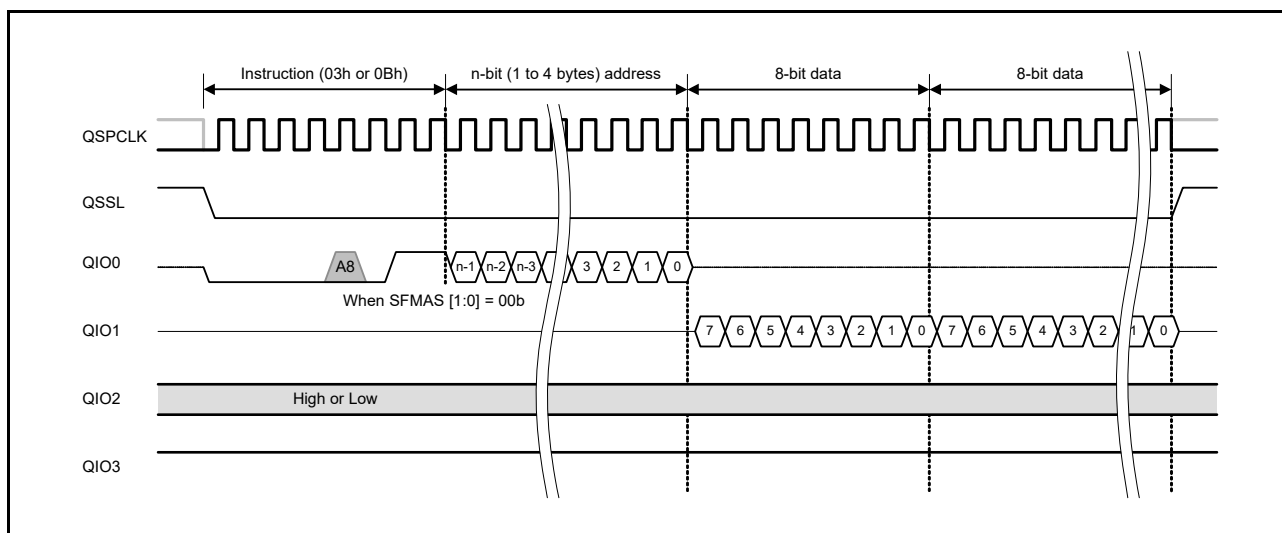 Instruction (03h or 0Bh) n-bit (1 to 4 bytes) address 8-bit data 8-bit data
QSPCLK
QSSL
QIO0 A8 n-1 n-2 n-3 3 2 1 0
When SFMAS [1:0] = 00b
QIO1 7 6 5 4 3 2 1 0 7 6 5 4 3 2 1 0
QIO2 High or Low
QIO3